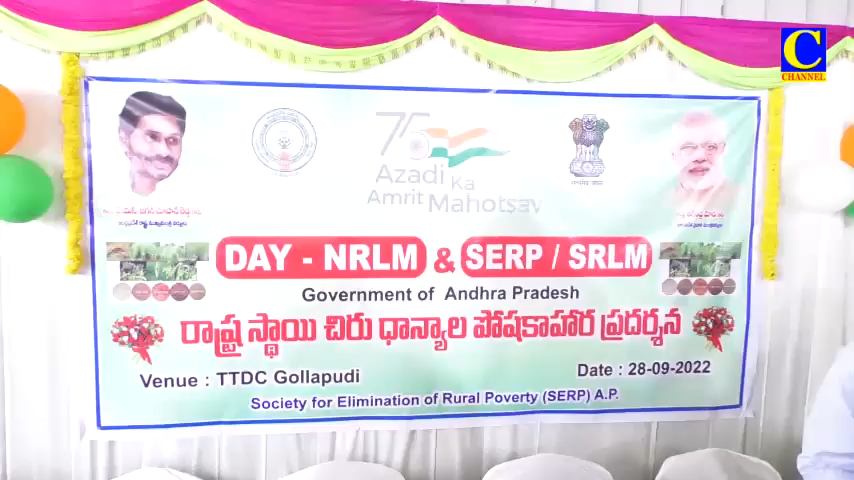 C
CHANNEL
75
Azadi Ka
Amrit Mahotsav
DAY - NRLM & SERP / SRLM
Government of Andhra Pradesh
రాష్ట్ర స్థాయి చిరు ధాన్యాల పోషకాహార ప్రదర్శన
Venue : TTDC Gollapudi
Date : 28-09-2022
Society for Elimination of Rural Poverty (SERP) A.P.